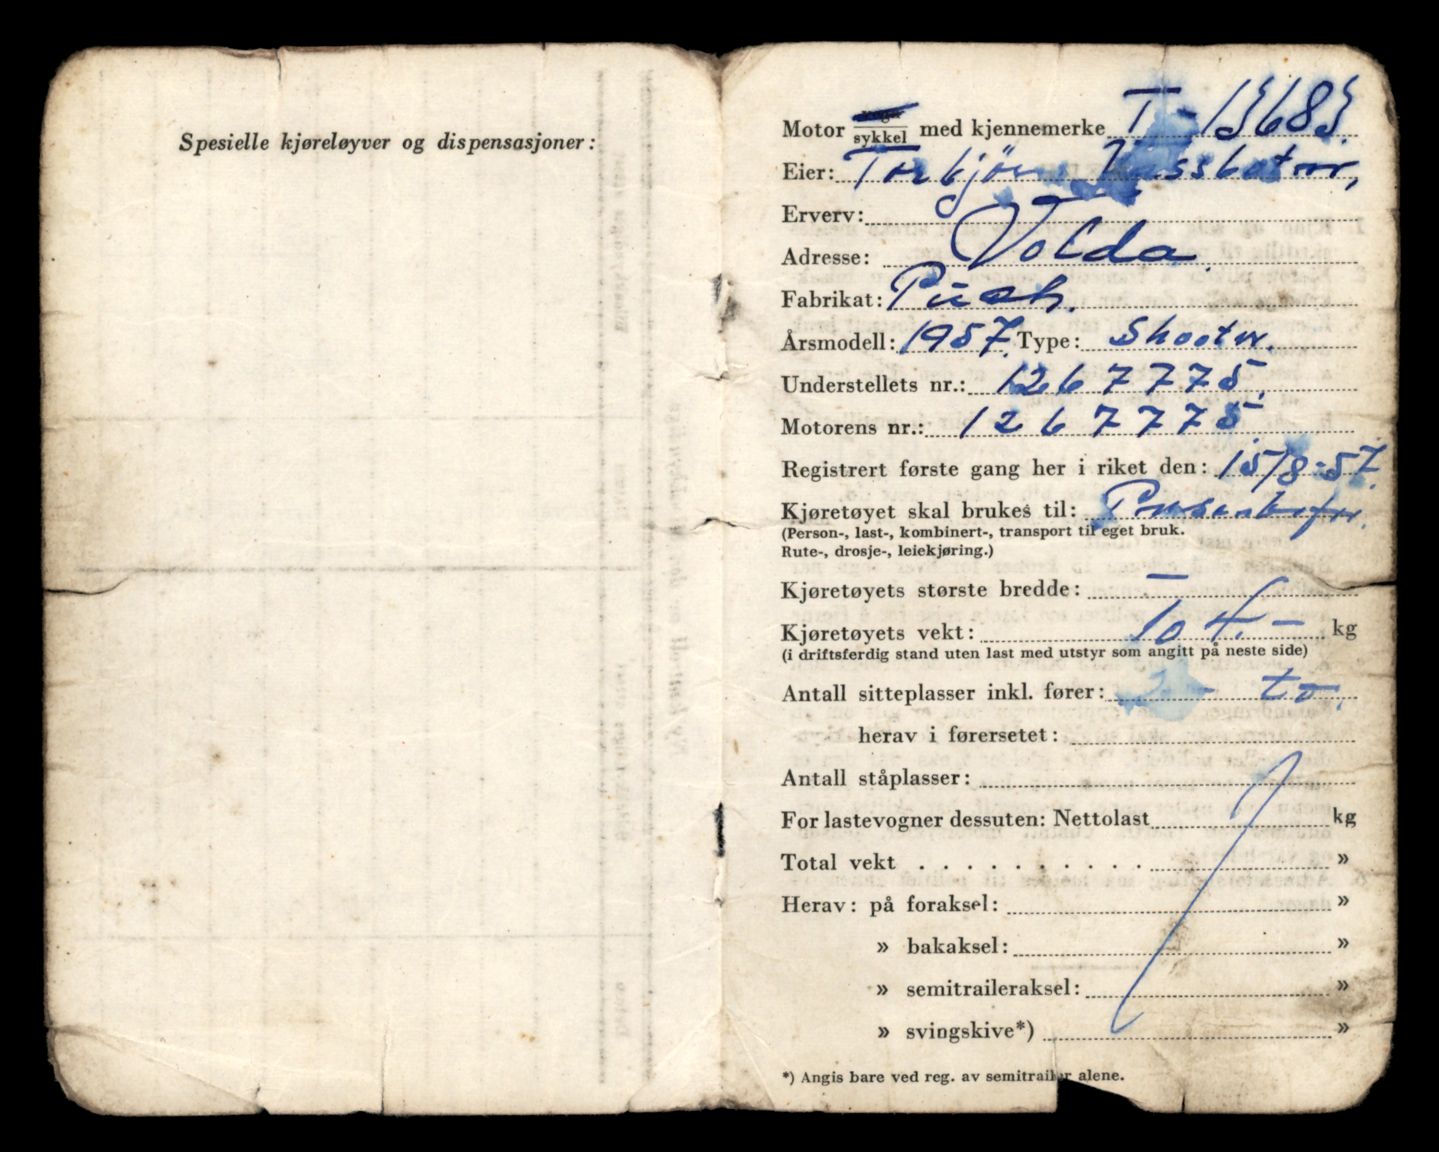 Spesielle kjøreløyver og dispensasjoner:
Motor vogn/sykkel med kjennemerke T - 15685
Eier: Torbjørn
Erverv:
Adresse: Volda
Fabrikat: Puch.
Årsmodell: 1957. Type: Shooter.
Understellets nr.: 1267775.
Motorens nr.: 1267775.
Registrert første gang her i riket den: 15/8-57.
Kjøretøyet skal brukes til:
(Person-, last-, kombinert-, transport til eget bruk.
Rute-, drosje-, leiekjøring.)
Kjøretøyets største bredde: —
Kjøretøyets vekt: 104.- kg
(i driftsferdig stand uten last med utstyr som angitt på neste side)
Antall sitteplasser inkl. fører: 2 - to.
herav i førersetet:
Antall ståplasser:
For lastevogner dessuten: Nettolast kg
Total vekt . . . . . . . . . . »
Herav: på foraksel: »
» bakaksel: »
» semitraileraksel: »
» svingskive*) »
*) Angis bare ved reg. av semitrailer alene.